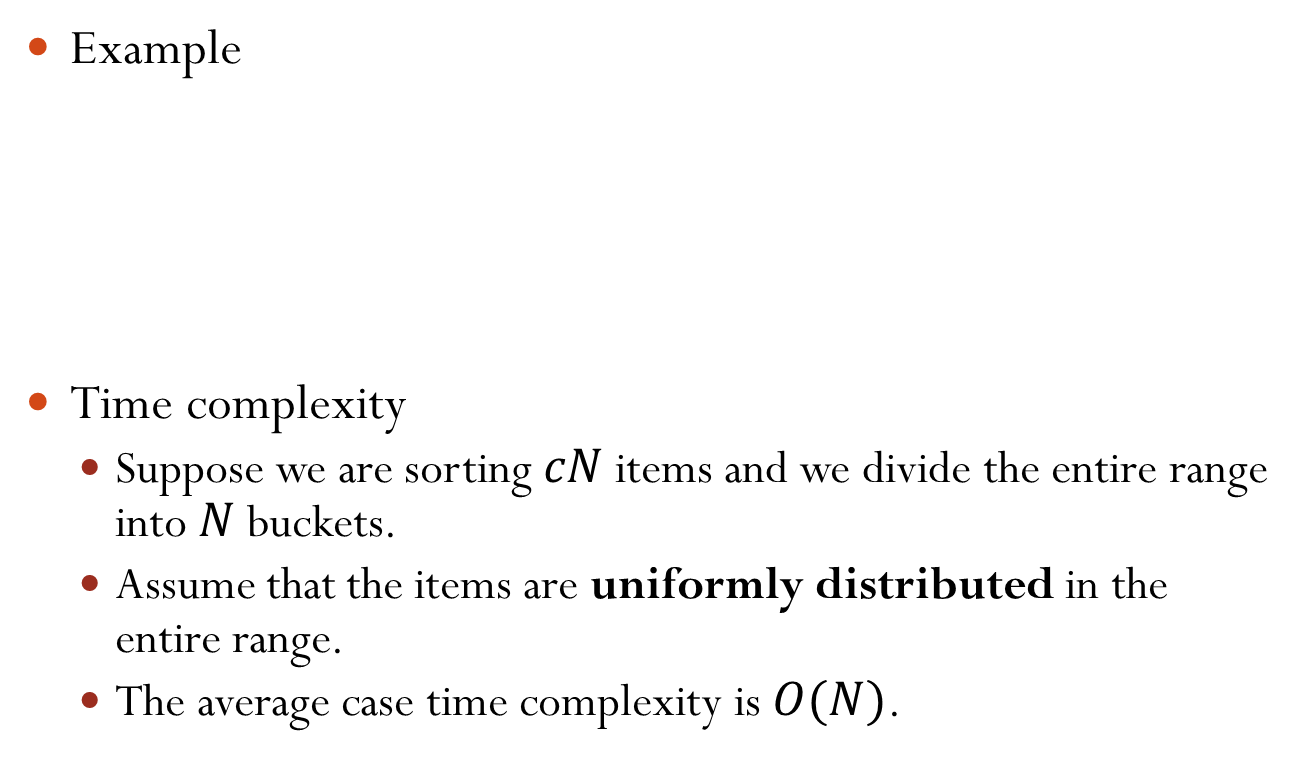 • Example
• Time complexity
• Suppose we are sorting cN items and we divide the entire range
into N buckets.
• Assume that the items are uniformly distributed in the
entire range.
• The average case time complexity is O(N).